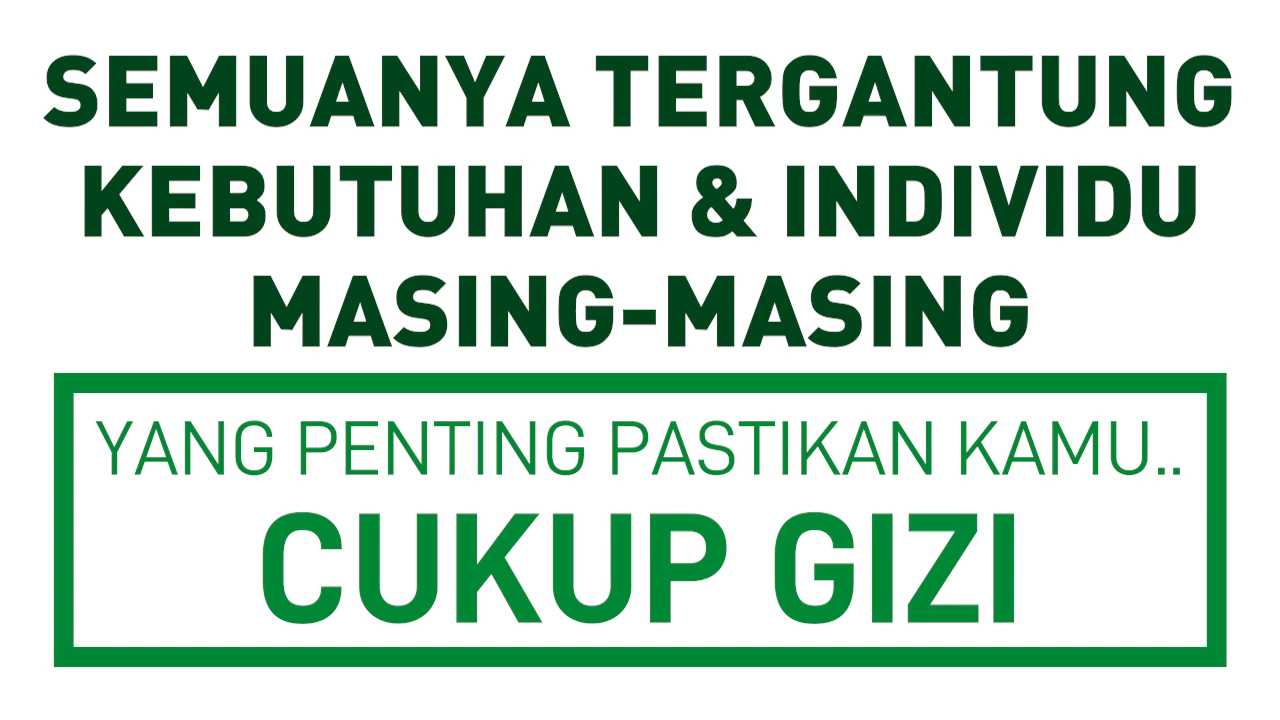 SEMUANYA TERGANTUNG
KEBUTUHAN & INDIVIDU
MASING-MASING
YANG PENTING PASTIKAN KAMU..
CUKUP GIZI